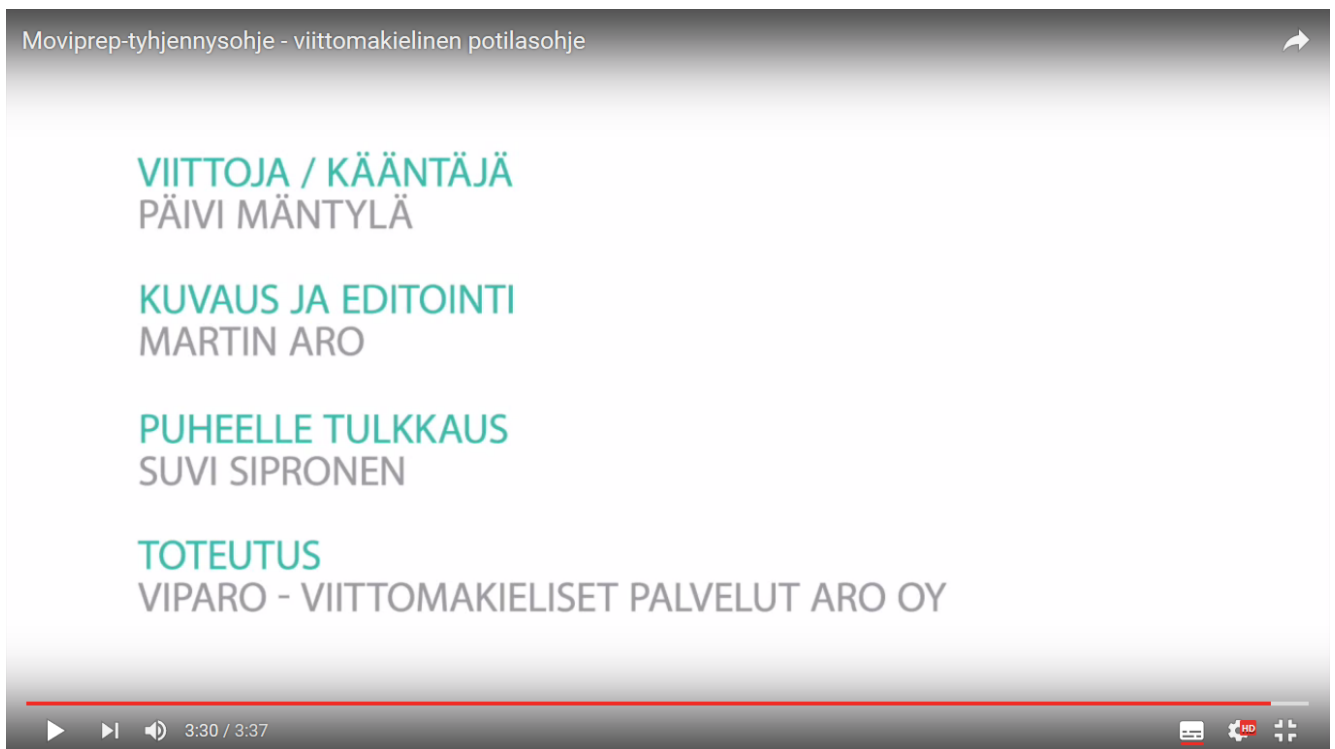 Moviprep-tyhjennysohje - viittomakielinen potilasohje
VIITTOJA / KÄÄNTÄJÄ
PÄIVI MÄNTYLÄ
KUVAUS JA EDITOINTI
MARTIN ARO
PUHEELLE TULKKAUS
SUVI SIPRONEN
TOTEUTUS
VIPARO - VIITTOMAKIELISET PALVELUT ARO OY
3:30 / 3:37
HD